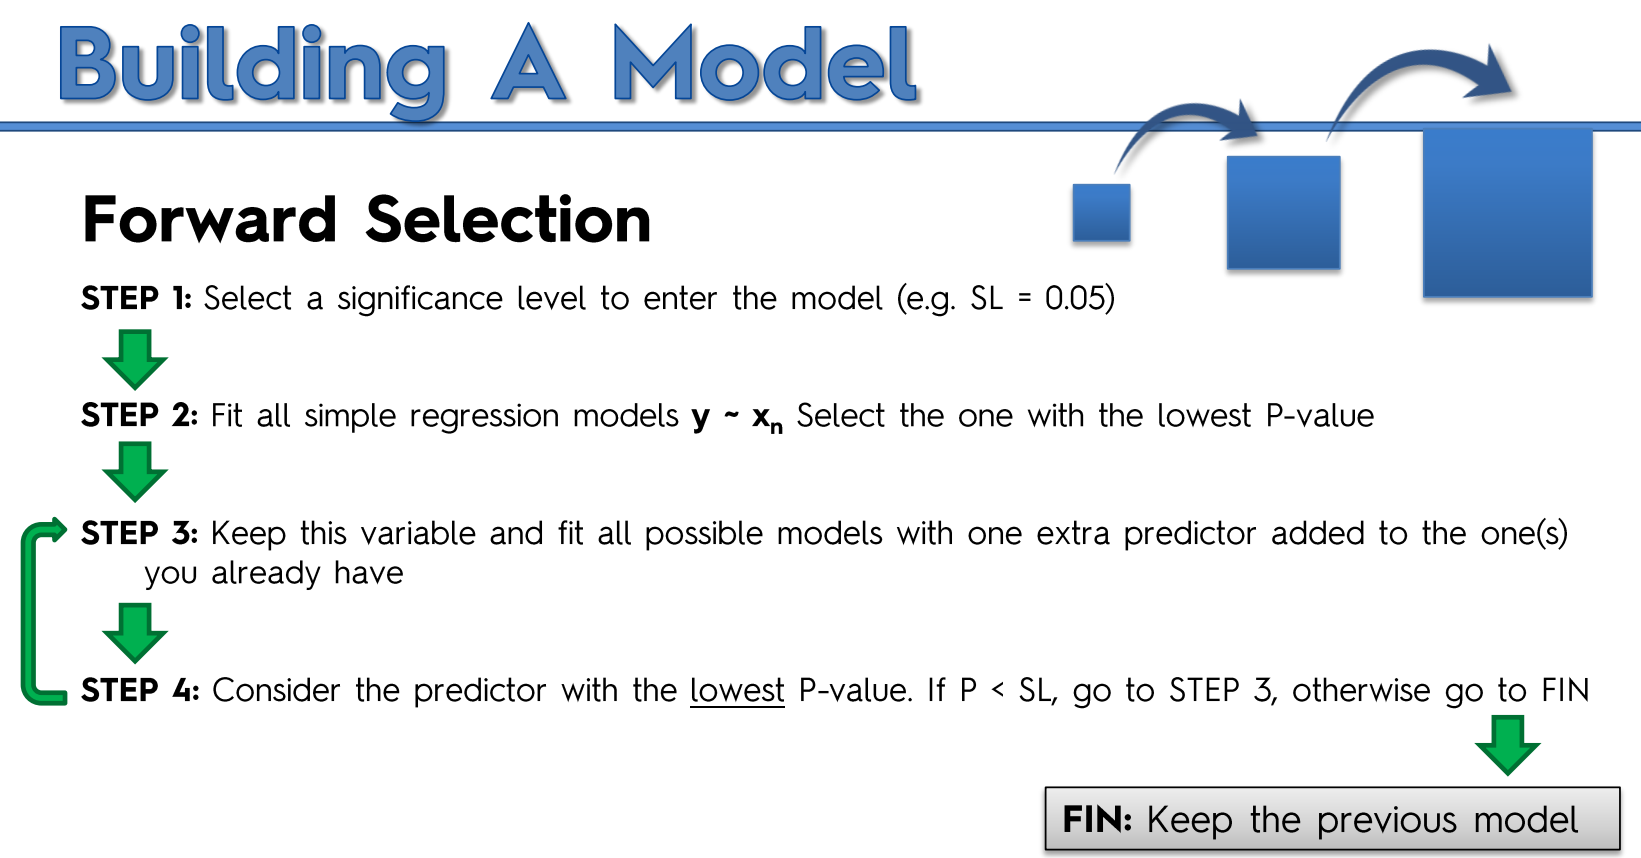 Building A Model
Forward Selection
STEP 1: Select a significance level to enter the model (e.g. SL = 0.05)
STEP 2: Fit all simple regression models y ~ xn Select the one with the lowest P-value
STEP 3: Keep this variable and fit all possible models with one extra predictor added to the one(s)
you already have
STEP 4: Consider the predictor with the lowest P-value. If P < SL, go to STEP 3, otherwise go to FIN
FIN: Keep the previous model